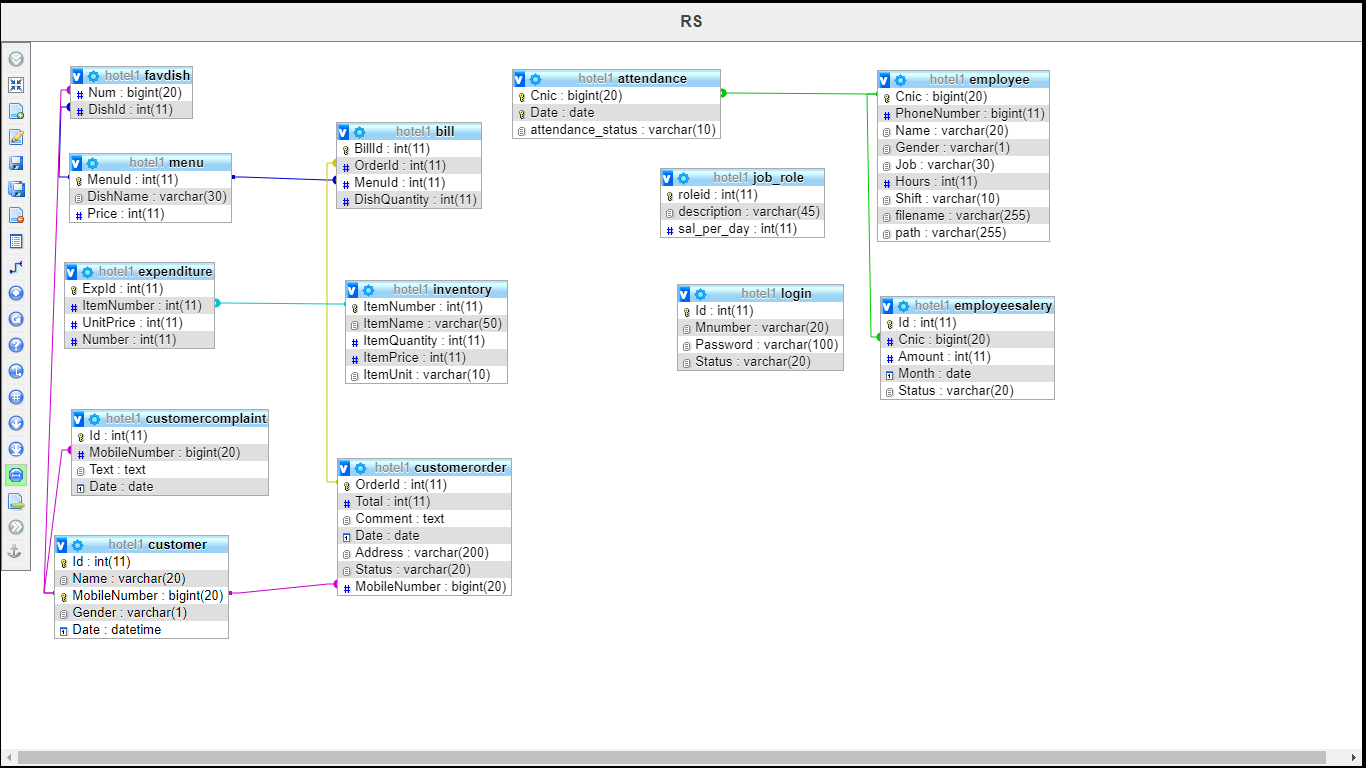 RS
hotel1 favdish
Num : bigint(20)
DishId : int(11)
hotel1 menu
MenuId : int(11)
DishName : varchar(30)
Price : int(11)
hotel1 expenditure
ExpId : int(11)
ItemNumber : int(11)
UnitPrice : int(11)
Number : int(11)
hotel1 customercomplaint
Id : int(11)
MobileNumber : bigint(20)
Text : text
Date : date
hotel1 customer
Id : int(11)
Name : varchar(20)
MobileNumber : bigint(20)
Gender : varchar(1)
Date : datetime
hotel1 bill
BillId : int(11)
OrderId : int(11)
MenuId : int(11)
DishQuantity : int(11)
hotel1 inventory
ItemNumber : int(11)
ItemName : varchar(50)
ItemQuantity : int(11)
ItemPrice : int(11)
ItemUnit : varchar(10)
hotel1 customerorder
OrderId : int(11)
Total : int(11)
Comment : text
Date : date
Address : varchar(200)
Status : varchar(20)
MobileNumber : bigint(20)
hotel1 attendance
Cnic : bigint(20)
Date : date
attendance_status : varchar(10)
hotel1 job_role
roleid : int(11)
description : varchar(45)
sal_per_day : int(11)
hotel1 login
Id : int(11)
Mnumber : varchar(20)
Password : varchar(100)
Status : varchar(20)
hotel1 employee
Cnic : bigint(20)
PhoneNumber : bigint(11)
Name : varchar(20)
Gender : varchar(1)
Job : varchar(30)
Hours : int(11)
Shift : varchar(10)
filename : varchar(255)
path : varchar(255)
hotel1 employeesalery
Id : int(11)
Cnic : bigint(20)
Amount : int(11)
Month : date
Status : varchar(20)